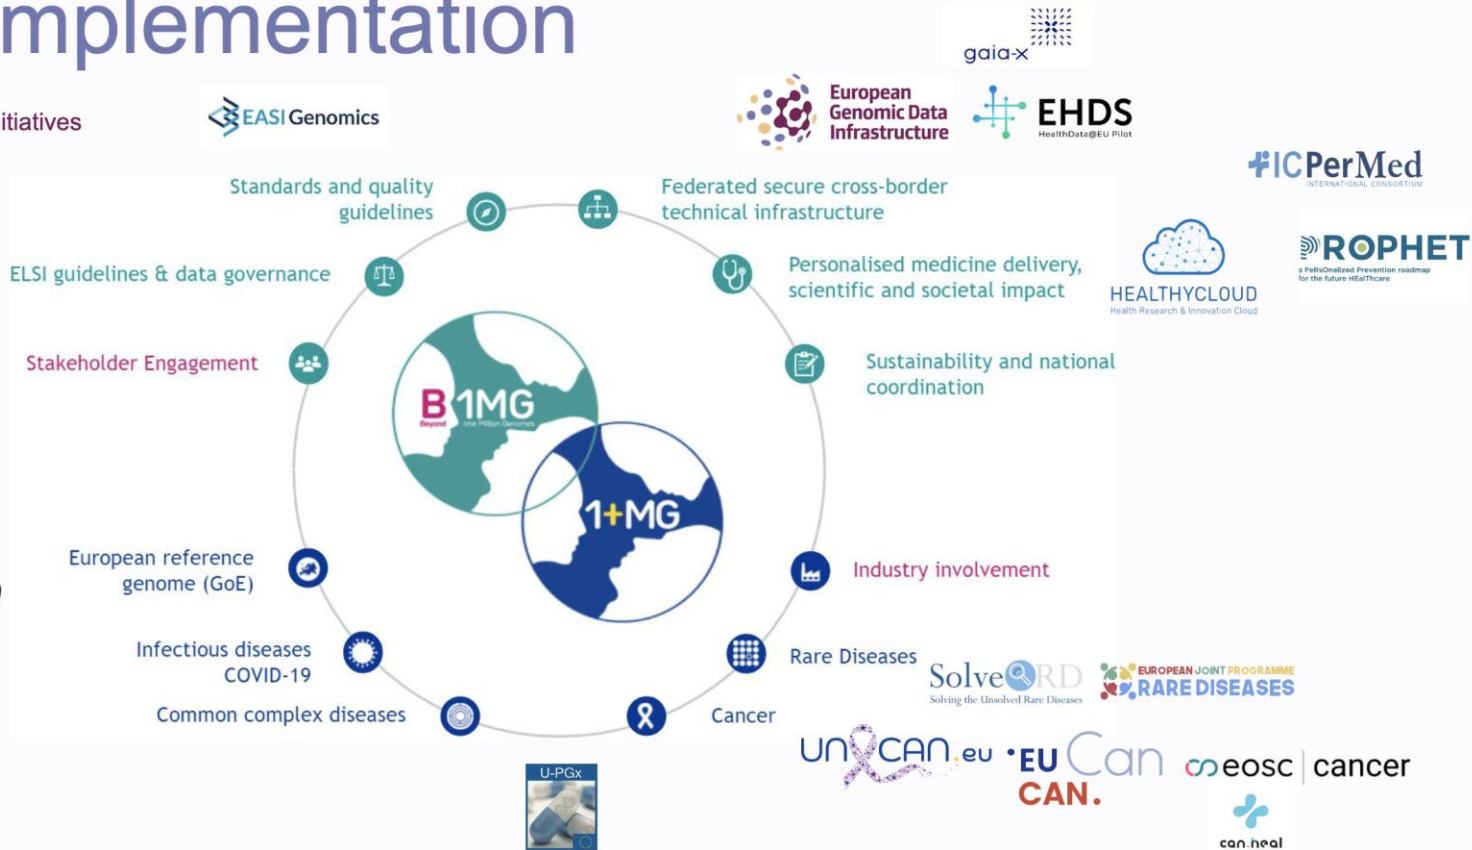 mplementation
gaia-x
itiatives
EASI Genomics
European
Genomic Data
Infrastructure
EHDS
HealthData@EU Pilot
ICPerMed
INTERNATIONAL CONSORTIUM
Standards and quality
guidelines
Federated secure cross-border
technical infrastructure
ELSI guidelines & data governance
Personalised medicine delivery,
scientific and societal impact
HEALTHYCLOUD
Health Research & Innovation Cloud
PROPHET
a PeRsOnalized Prevention roadmap
for the future HEalThcare
Stakeholder Engagement
Sustainability and national
coordination
B1MG
Beyond one Million Genomes
1+MG
European reference
genome (GoE)
Industry involvement
Infectious diseases
COVID-19
Rare Diseases
SolveRD
Solving the Unsolved Rare Diseases
EUROPEAN JOINT PROGRAMME
RARE DISEASES
Common complex diseases
Cancer
UNCAN.eu
EU Can
CAN.
eosc | cancer
can.heal
U-PGx